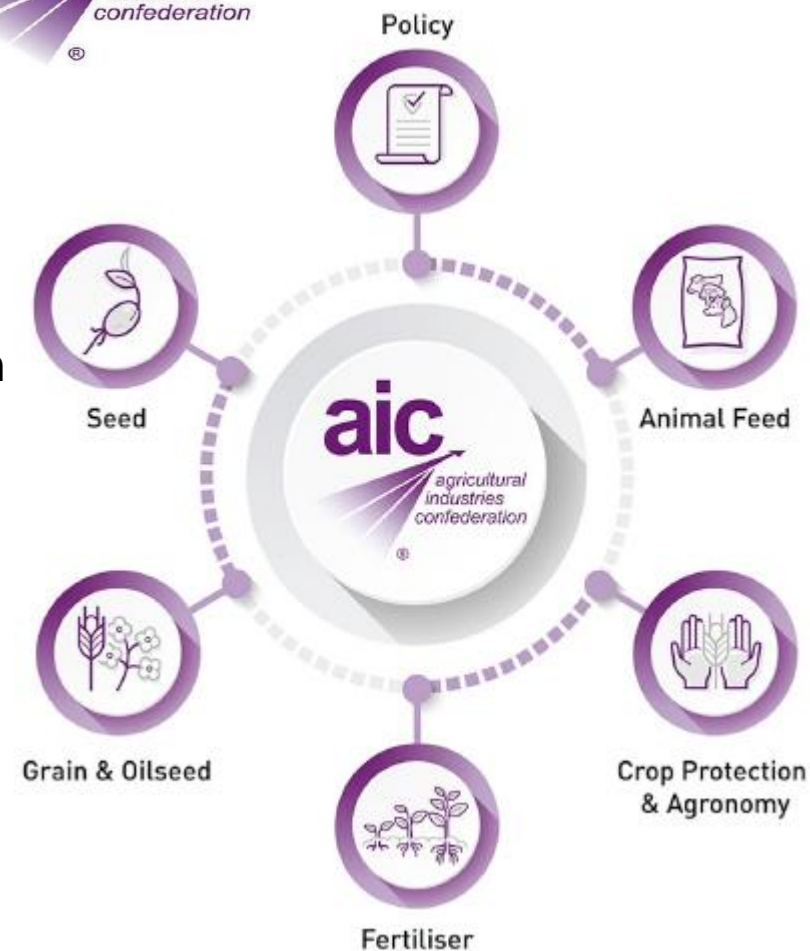 confederation
®
Policy
Seed
Animal Feed
aic
agricultural
industries
confederation
®
Grain & Oilseed
Crop Protection
& Agronomy
Fertiliser